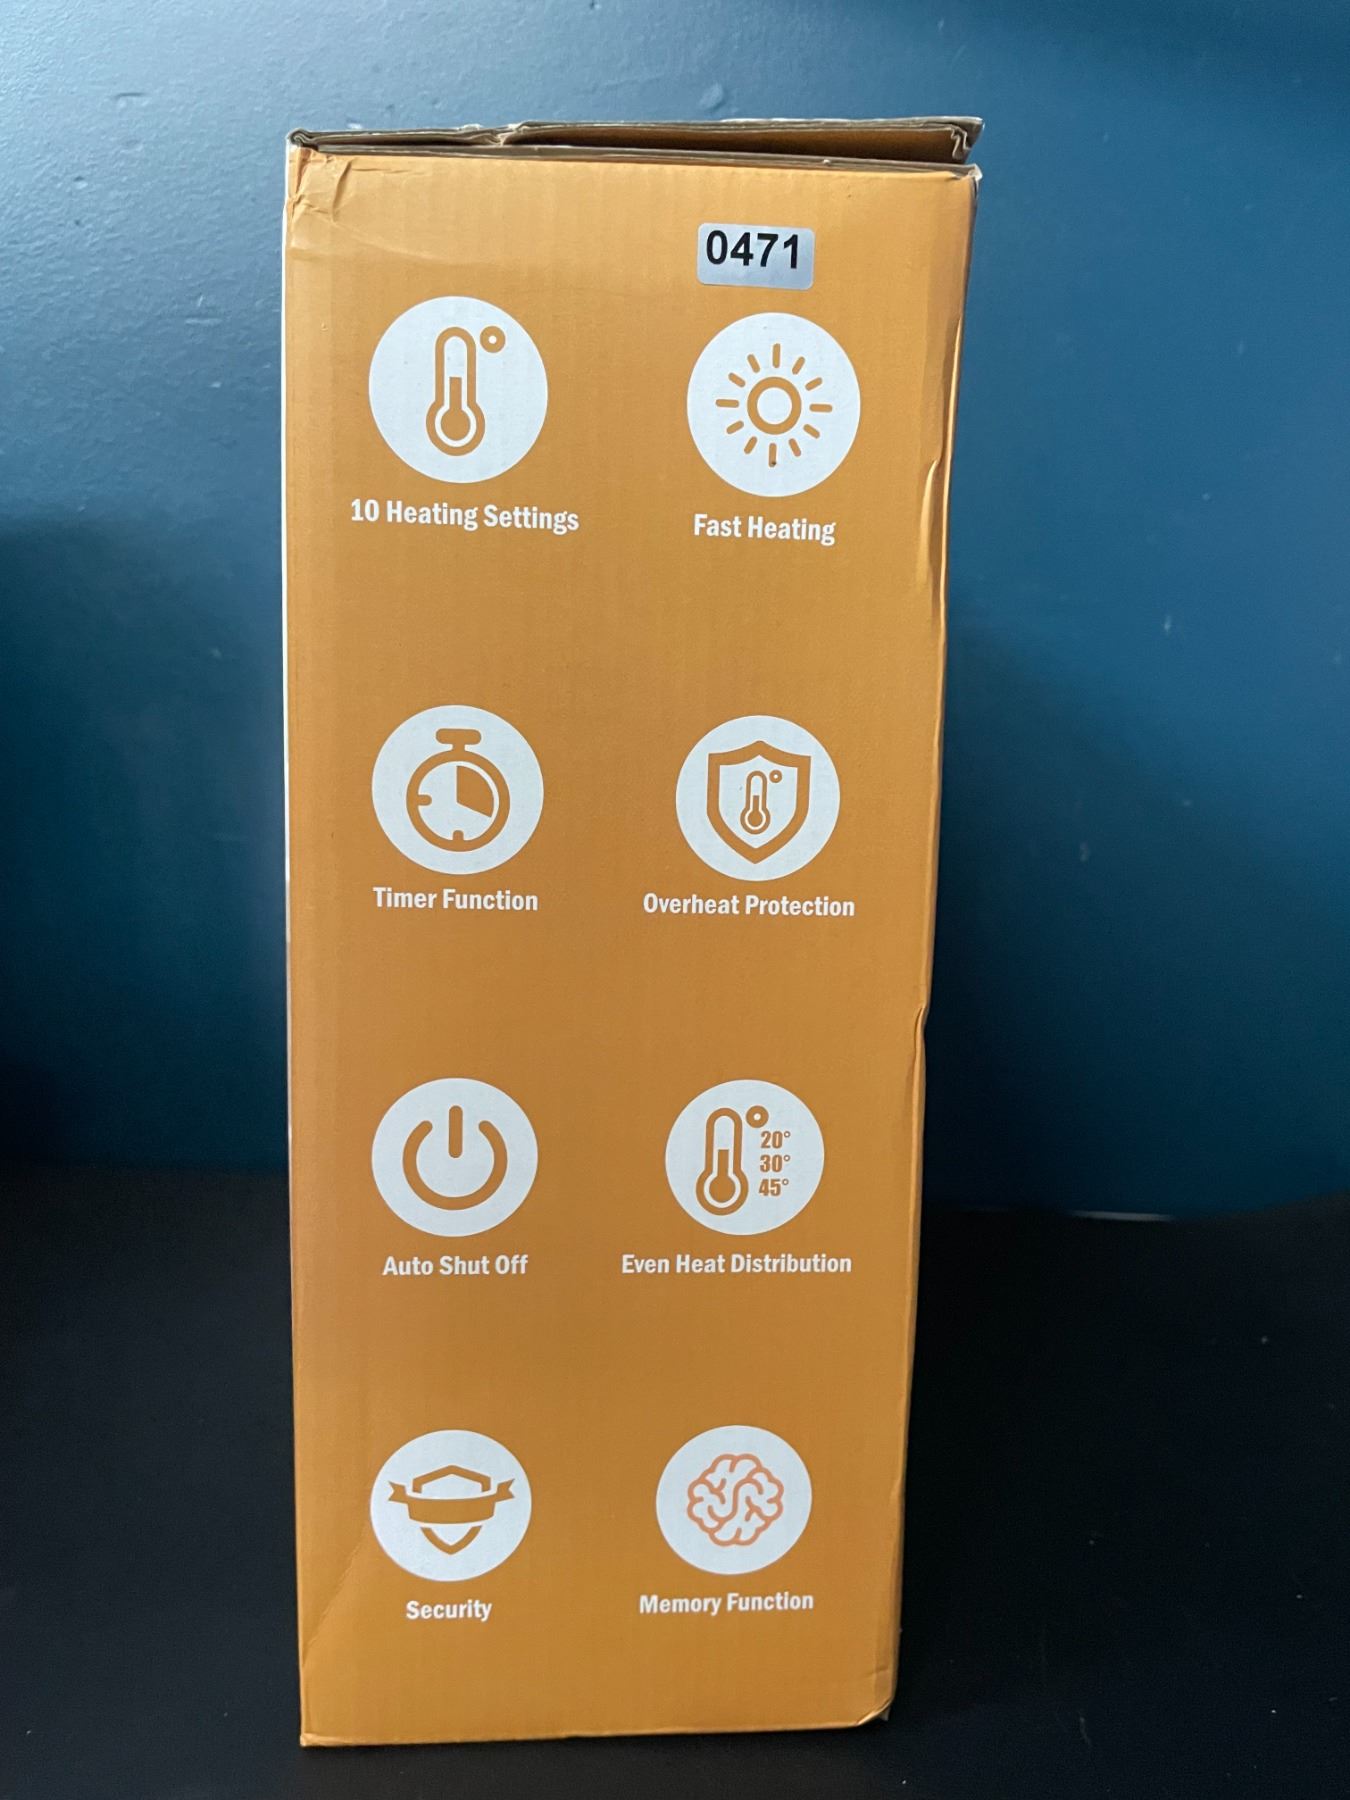 0471
10 Heating Settings
Fast Heating
Timer Function
Overheat Protection
20°
30°
45°
Auto Shut Off
Even Heat Distribution
Security
Memory Function